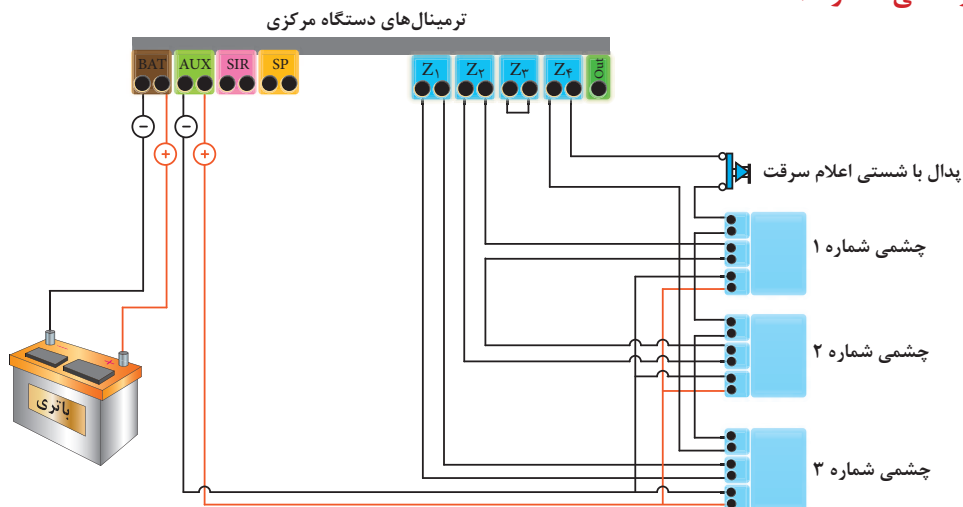 ترمینال‌های دستگاه مرکزی
BAT AUX SIR SP Z۱ Z۲ Z۳ Z۴ Out
− + − +
پدال با شستی اعلام سرقت
چشمی شماره ۱
چشمی شماره ۲
− +
باتری
چشمی شماره ۳